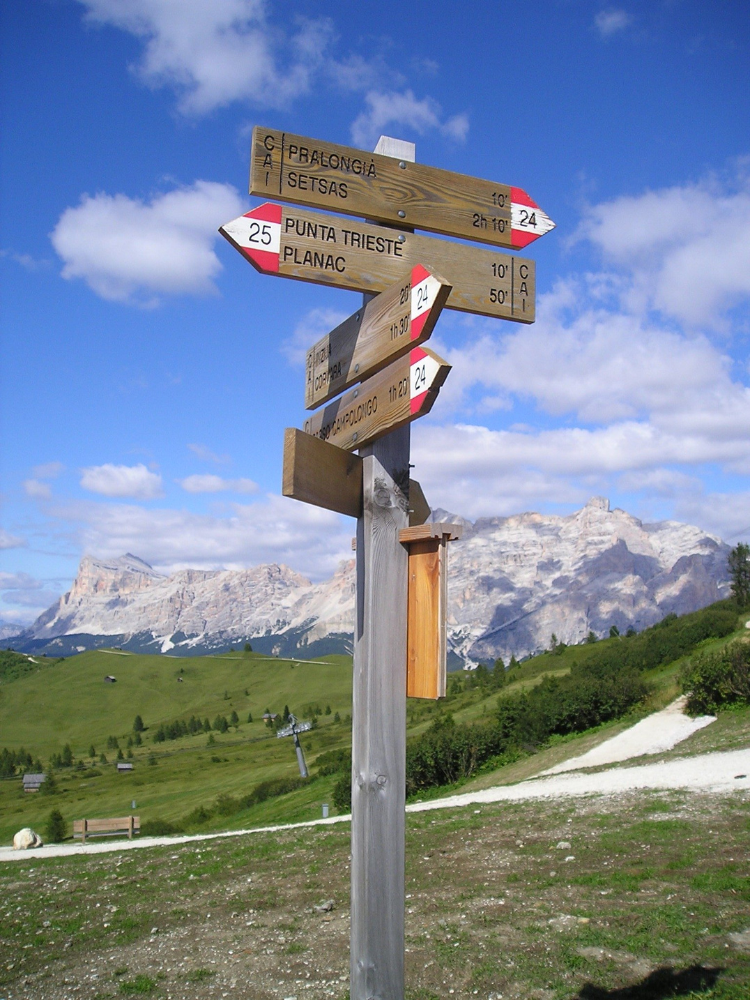 CAI PRALONGIÀ 10'
SETSAS 2h 10'
24
25
PUNTA TRIESTE 10'
PLANAC 50'
CAI
20'
CORVARA 1h 30'
24
CAMPOLONGO 1h 20'
24